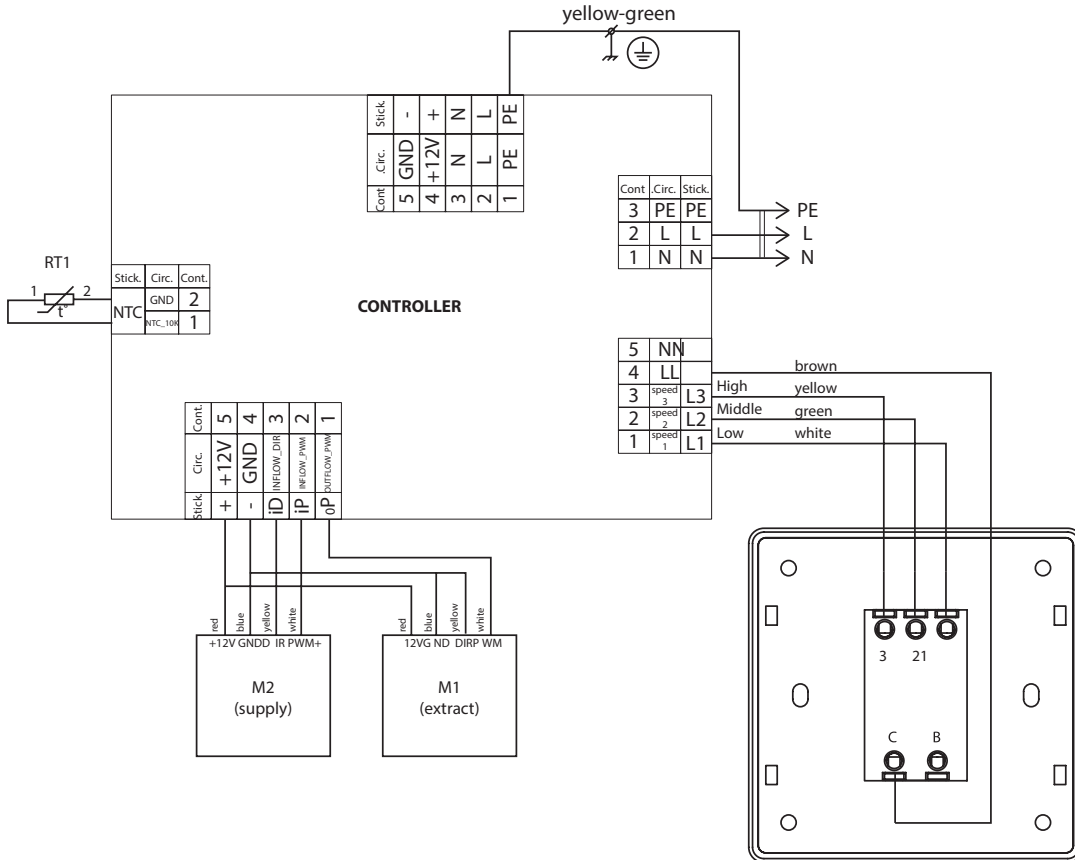 yellow-green
Stick. - + N L PE
.Circ. GND +12V N L PE
Cont 5 4 3 2 1
Cont .Circ. Stick.
3 PE PE
2 L L
1 N N
PE
L
N
RT1
1 2
t°
Stick. Circ. Cont.
NTC GND 2
NTC_10K 1
CONTROLLER
5 NN
4 LL
3 speed 3 L3
2 speed 2 L2
1 speed 1 L1
brown
High yellow
Middle green
Low white
Cont. 5 4 3 2 1
Circ. +12V GND INFLOW_DIR INFLOW_PWM OUTFLOW_PWM
Stick. + - iD iP oP
red blue yellow white
+12V GNDD IR PWM+
M2
(supply)
red blue yellow white
12VG ND DIRP WM
M1
(extract)
3 21
C B